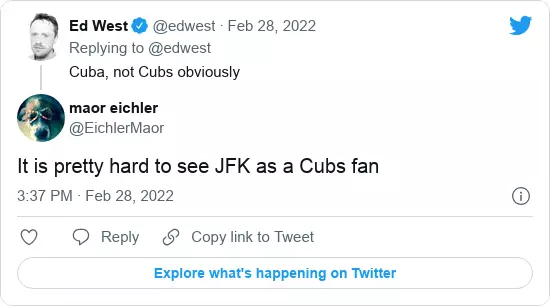 Ed West @edwest · Feb 28, 2022
Replying to @edwest
Cuba, not Cubs obviously
maor eichler
@EichlerMaor
It is pretty hard to see JFK as a Cubs fan
3:37 PM · Feb 28, 2022
Reply Copy link to Tweet
Explore what's happening on Twitter